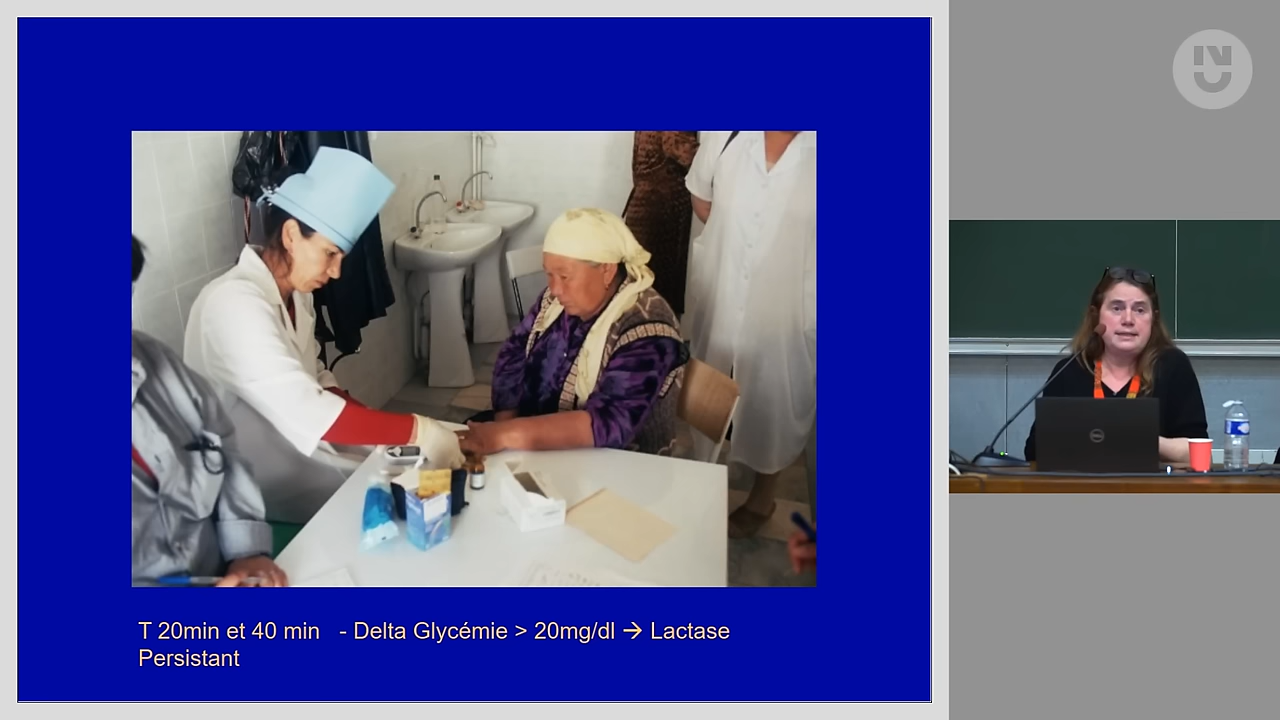 T 20min et 40 min - Delta Glycémie > 20mg/dl → Lactase
Persistant